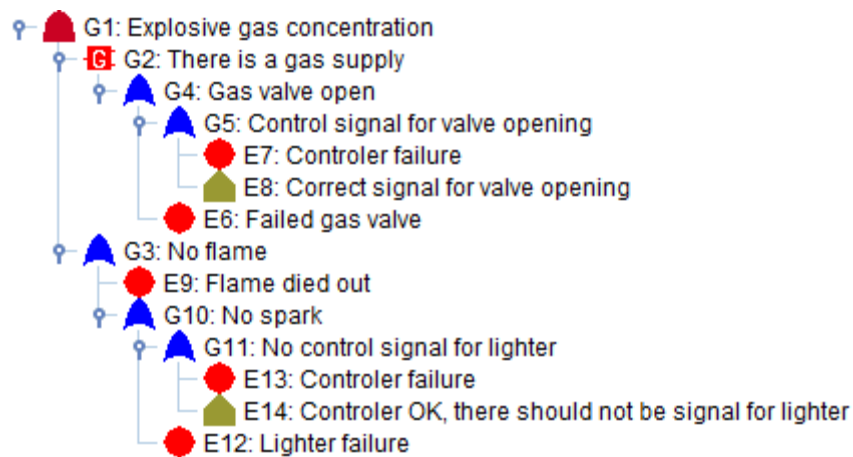 G1: Explosive gas concentration
G G2: There is a gas supply
G4: Gas valve open
G5: Control signal for valve opening
E7: Controler failure
E8: Correct signal for valve opening
E6: Failed gas valve
G3: No flame
E9: Flame died out
G10: No spark
G11: No control signal for lighter
E13: Controler failure
E14: Controler OK, there should not be signal for lighter
E12: Lighter failure